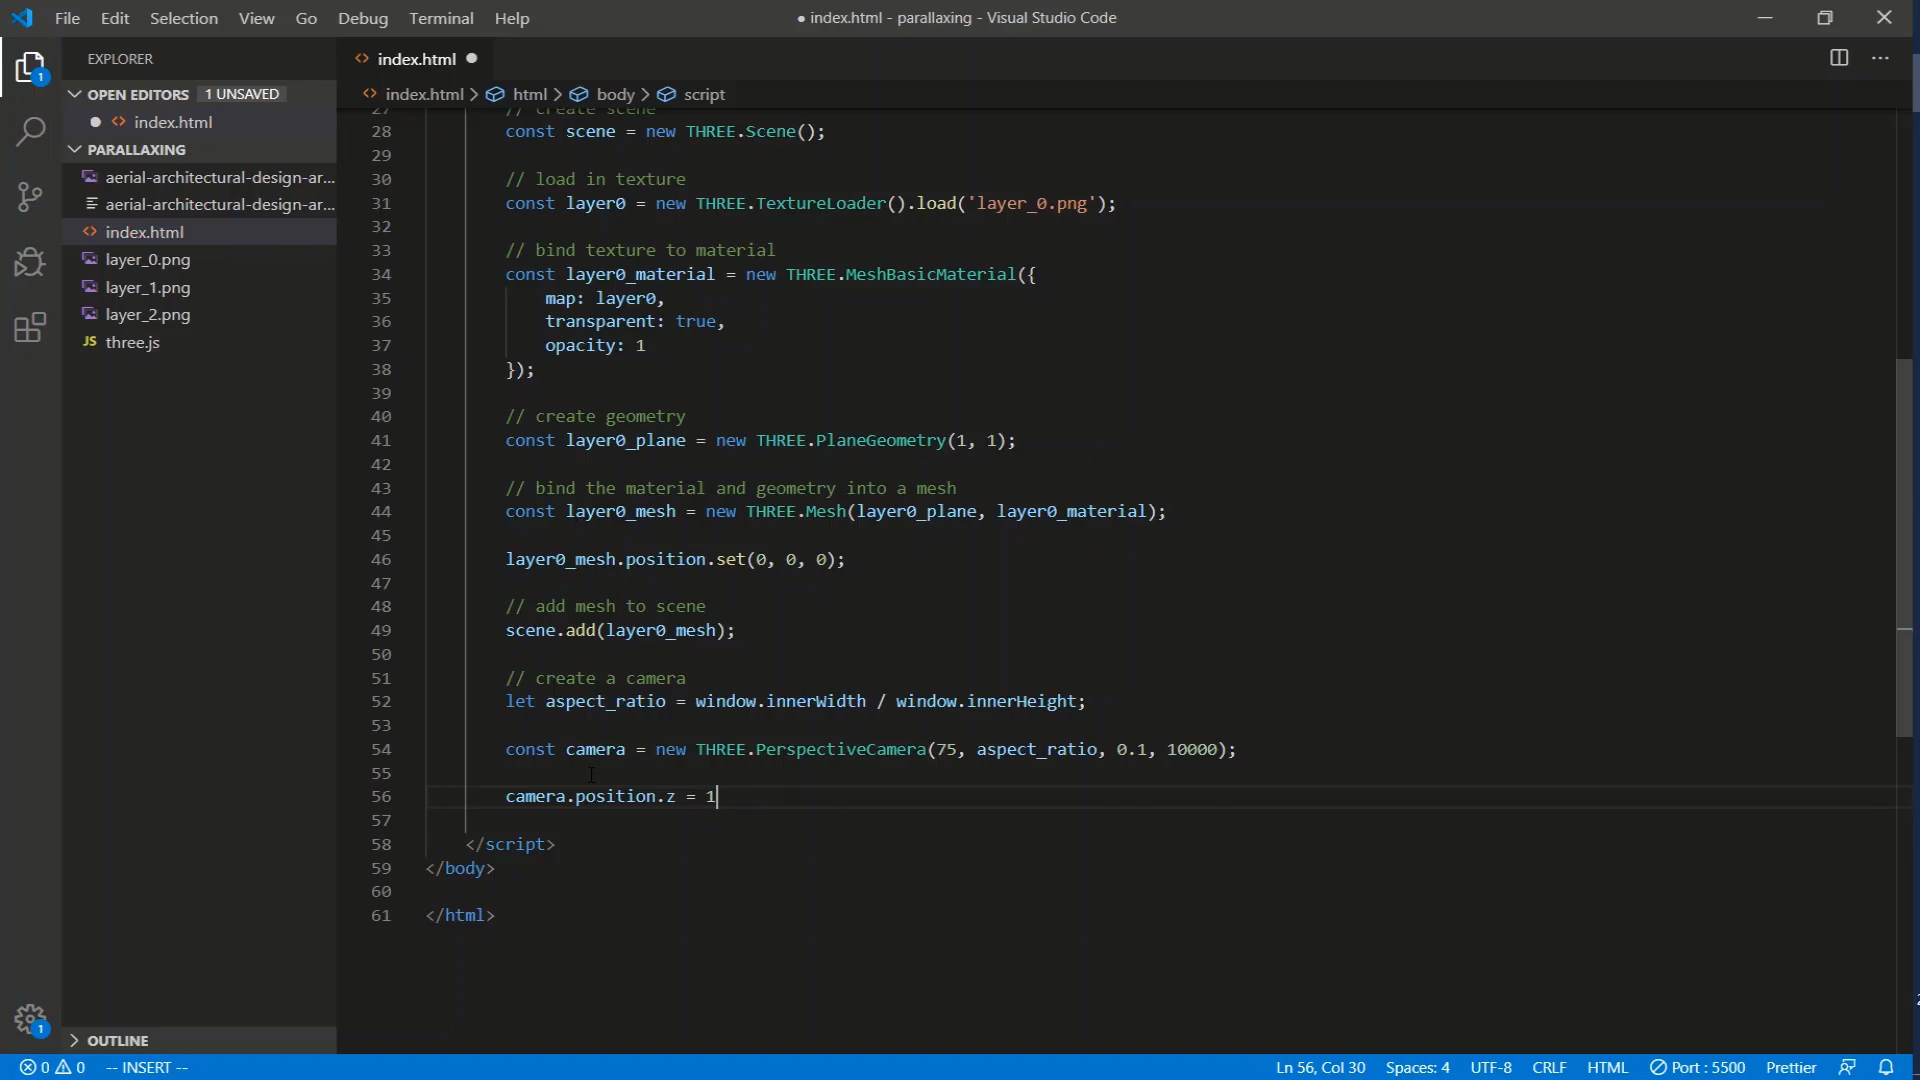 File Edit Selection View Go Debug Terminal Help ● index.html - parallaxing - Visual Studio Code
EXPLORER
OPEN EDITORS 1 UNSAVED
index.html
PARALLAXING
aerial-architectural-design-ar...
aerial-architectural-design-ar...
index.html
layer_0.png
layer_1.png
layer_2.png
JS three.js
OUTLINE
1
1
index.html
index.html > html > body > script
27 // create scene
28 const scene = new THREE.Scene();
29
30 // load in texture
31 const layer0 = new THREE.TextureLoader().load('layer_0.png');
32
33 // bind texture to material
34 const layer0_material = new THREE.MeshBasicMaterial({
35 map: layer0,
36 transparent: true,
37 opacity: 1
38 });
39
40 // create geometry
41 const layer0_plane = new THREE.PlaneGeometry(1, 1);
42
43 // bind the material and geometry into a mesh
44 const layer0_mesh = new THREE.Mesh(layer0_plane, layer0_material);
45
46 layer0_mesh.position.set(0, 0, 0);
47
48 // add mesh to scene
49 scene.add(layer0_mesh);
50
51 // create a camera
52 let aspect_ratio = window.innerWidth / window.innerHeight;
53
54 const camera = new THREE.PerspectiveCamera(75, aspect_ratio, 0.1, 10000);
55
56 camera.position.z = 1
57
58 </script>
59 </body>
60
61 </html>
0 0 -- INSERT -- Ln 56, Col 30 Spaces: 4 UTF-8 CRLF HTML Port : 5500 Prettier